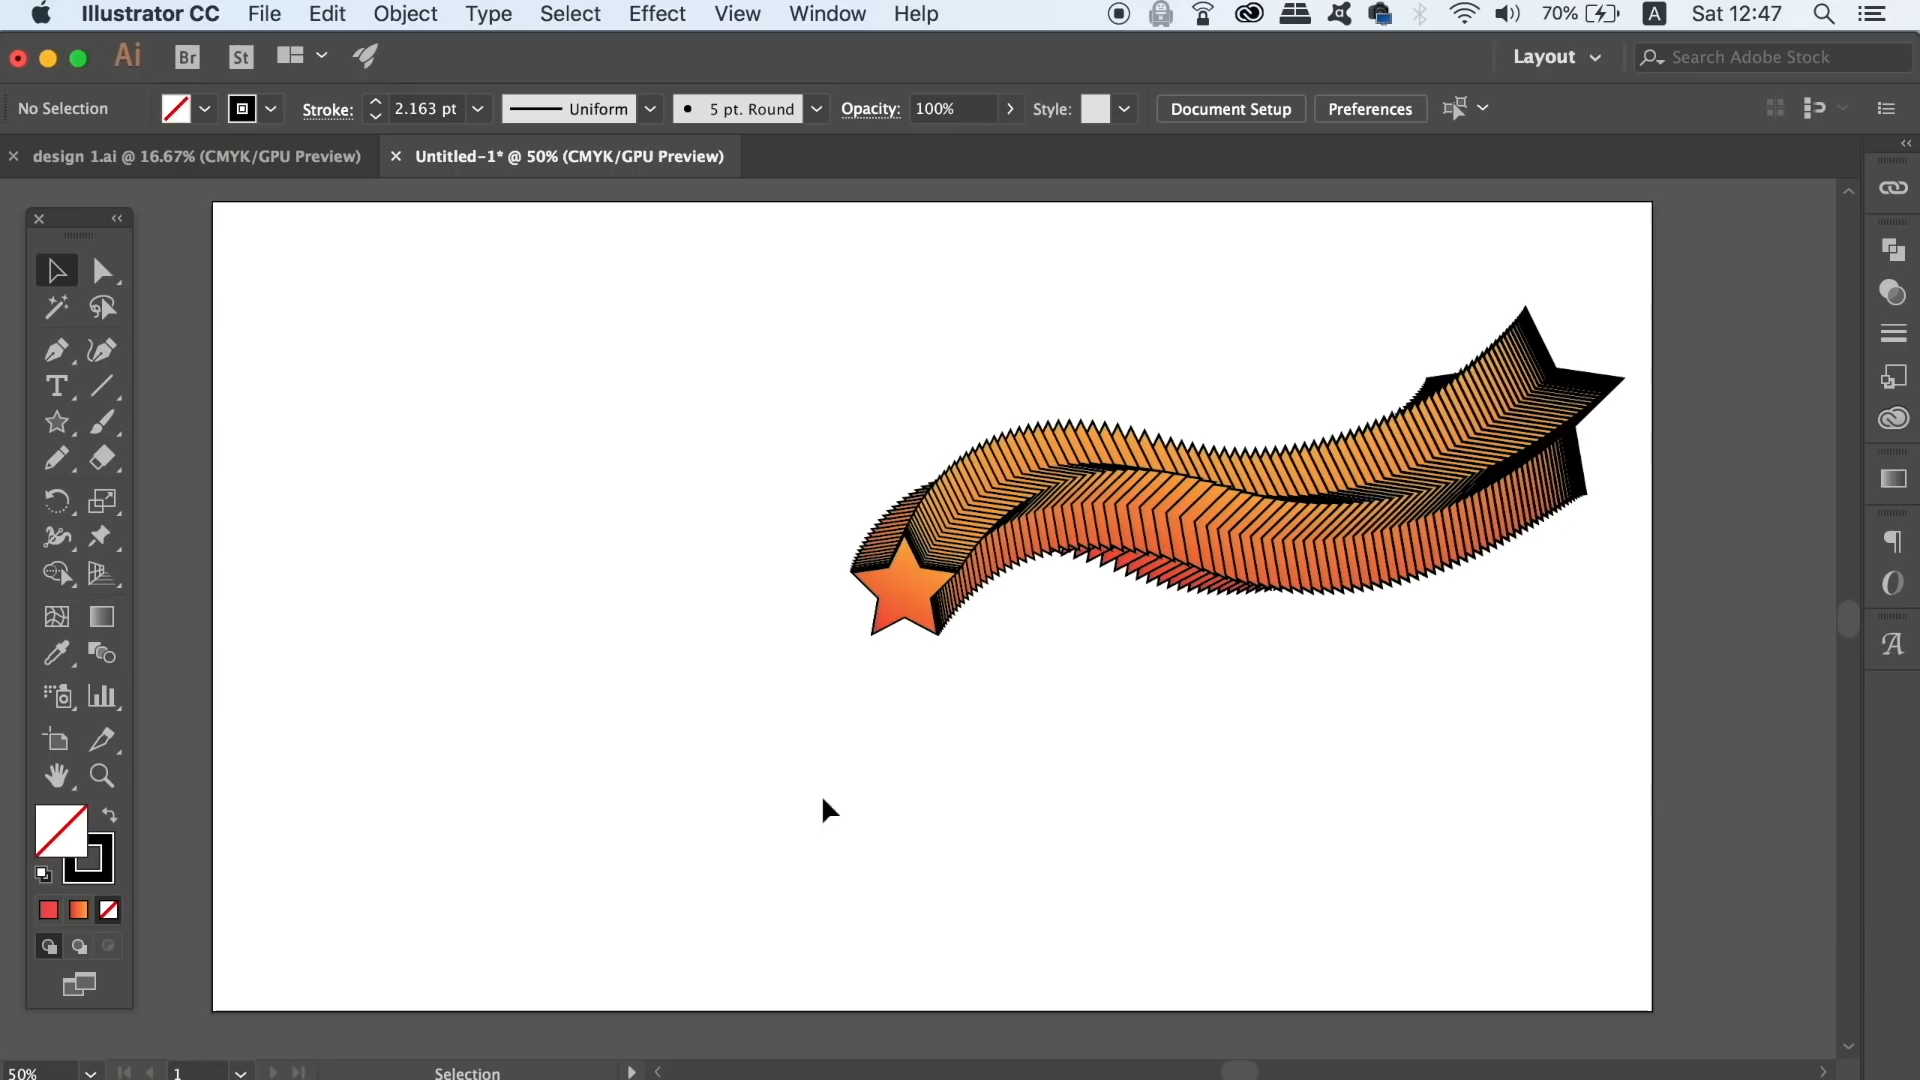 Illustrator CC File Edit Object Type Select Effect View Window Help 70% A Sat 12:47
Ai Br St Layout Search Adobe Stock
No Selection Stroke: 2.163 pt Uniform 5 pt. Round Opacity: 100% Style: Document Setup Preferences
design 1.ai @ 16.67% (CMYK/GPU Preview) Untitled-1* @ 50% (CMYK/GPU Preview)
50% 1 Selection